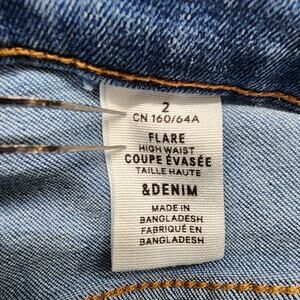 2
CN 160/64A
FLARE
HIGH WAIST
COUPE ÉVASÉE
TAILLE HAUTE
&DENIM
MADE IN
BANGLADESH
FABRIQUÉ EN
BANGLADESH